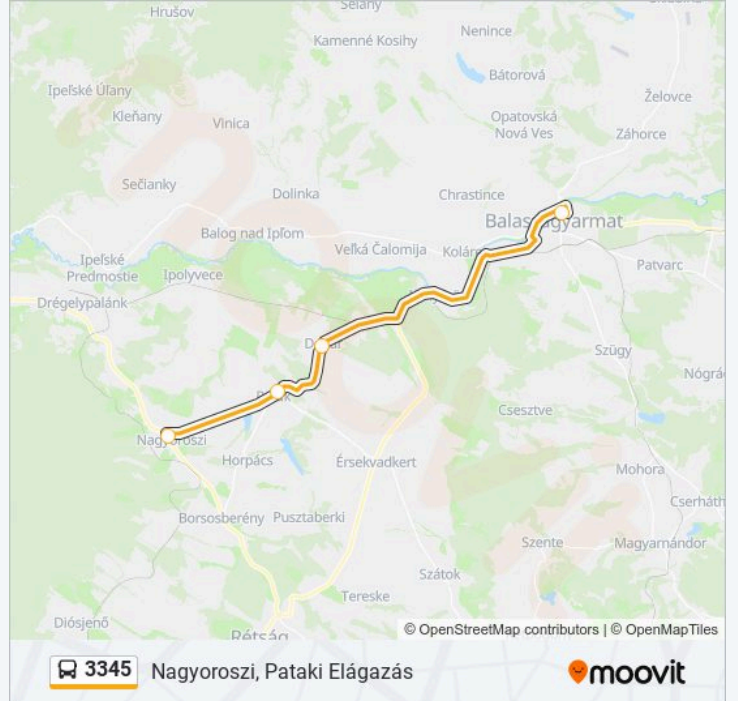 Hrušov
Selany
Kamenné Kosihy
Nenince
Bátorová
Ipeľské Úľany
Kleňany
Vinica
Opatovská
Nová Ves
Želovce
Záhorce
Sečianky
Dolinka
Chrastince
Balog nad Ipľom
Veľká Čalomija
Ipeľské
Predmostie
Ipolyvece
Patvarc
Drégelypalánk
Szügy
Nagyoroszi
Horpács
Érsekvadkert
Csesztve
Mohora
Borsosberény
Pusztaberki
Szente
Magyarnándor
Szátok
Tereske
Diósjenő
Rétság
© OpenStreetMap contributors | © OpenMapTiles
3345 Nagyoroszi, Pataki Elágazás
moovit